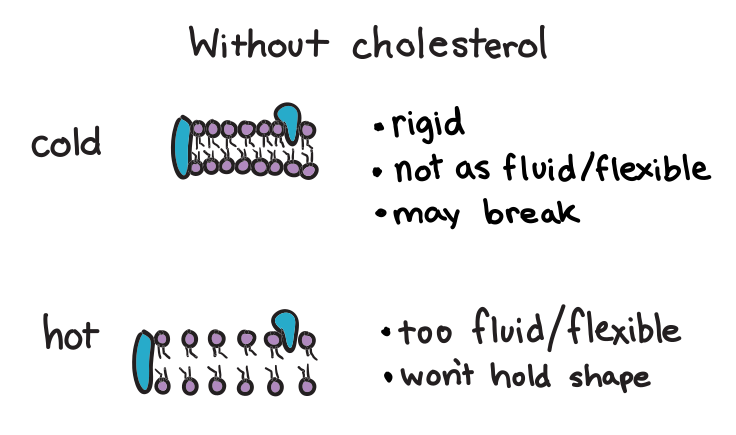 Without cholesterol
cold
• rigid
• not as fluid/flexible
• may break
hot
• too fluid/flexible
• won't hold shape